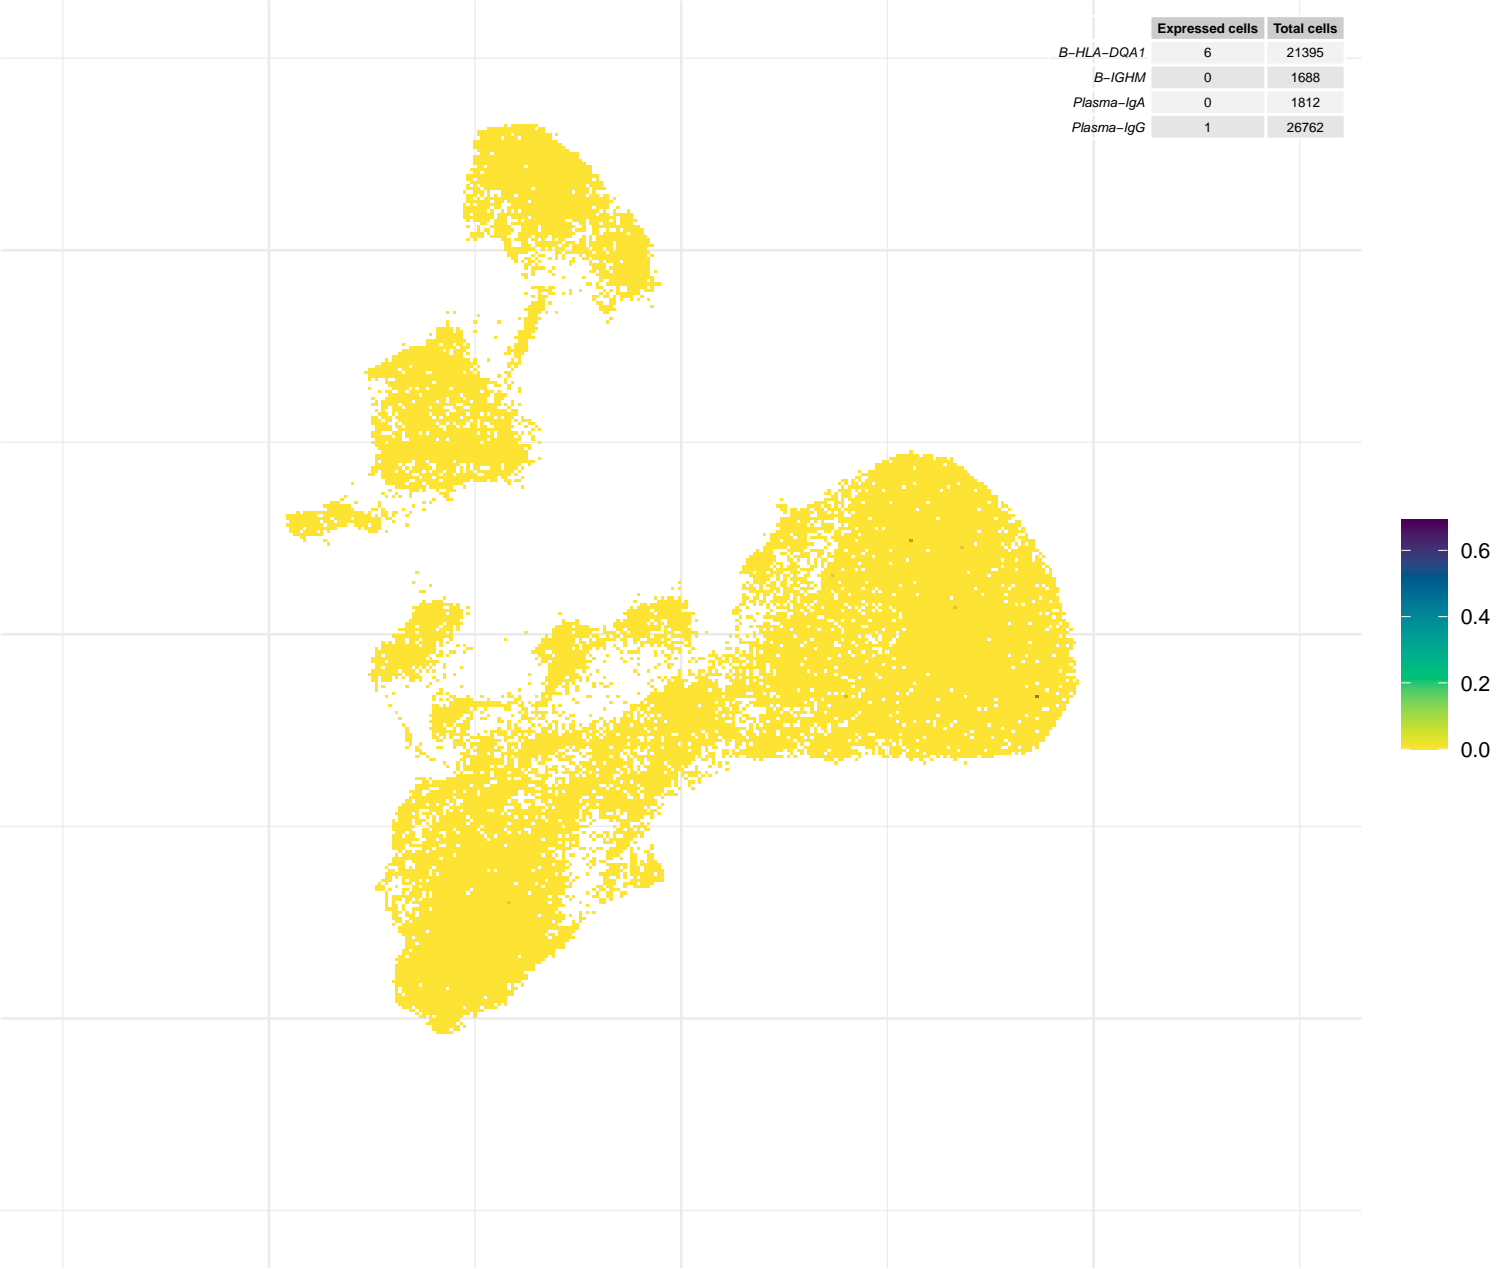 Expressed cells Total cells
B−HLA−DQA1 6 21395
B−IGHM 0 1688
Plasma−IgA 0 1812
Plasma−IgG 1 26762
0.6
0.4
0.2
0.0